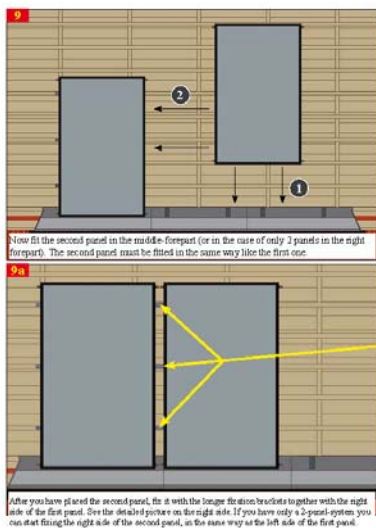 9
2
1
Now fit the second panel in the middle-forepart (or in the case of only 2 panels in the right
forepart). The second panel must be fitted in the same way like the first one.
9a
After you have placed the second panel, fix it with the longer fixation brackets together with the right
side of the first panel. See the detailed picture on the right side. If you have only a 2-panel-system you
can start fixing the right side of the second panel, in the same way as the left side of the first panel.